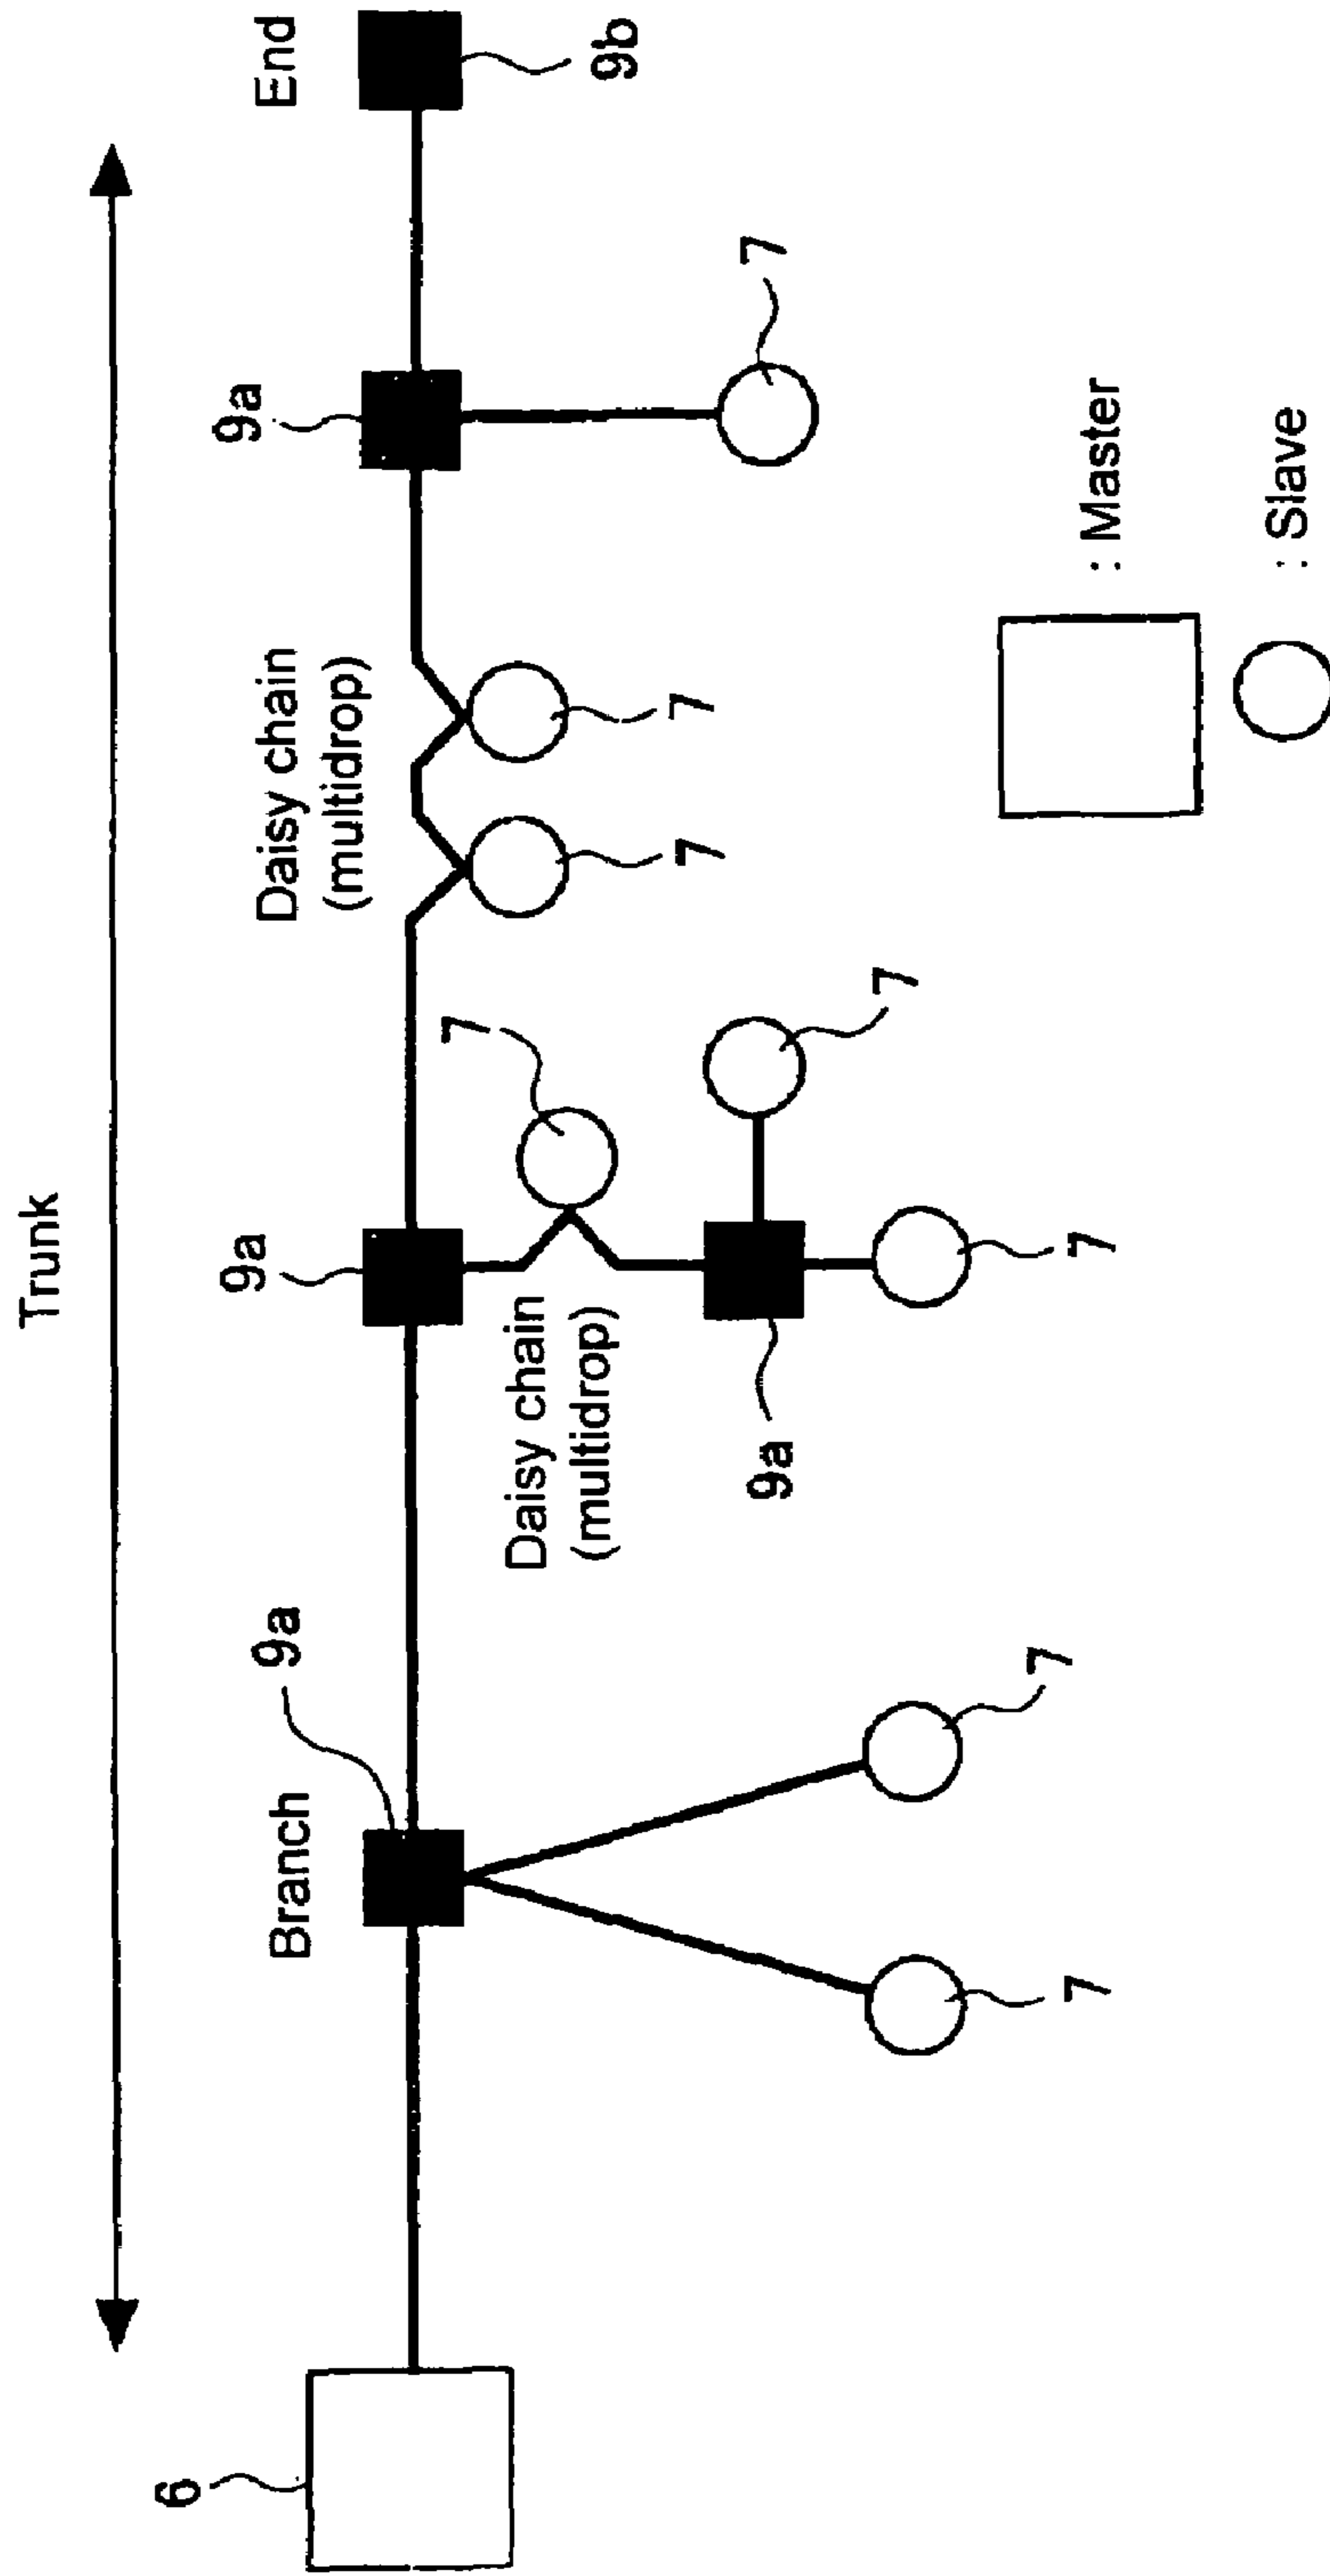 Trunk
End
9b
9a
Daisy chain
(multidrop)
9a
Branch
9a
6
7
7
7
7
7
7
7
7
Daisy chain
(multidrop)
9a
: Master
: Slave